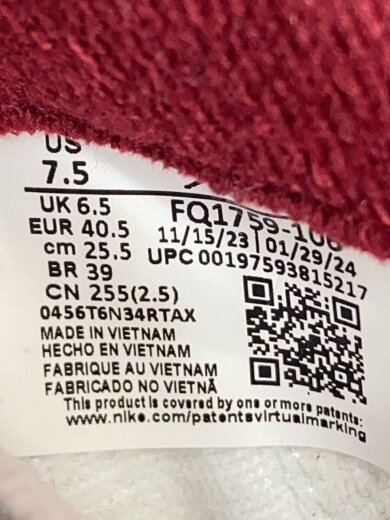 US
7.5
UK 6.5
EUR 40.5
cm 25.5
BR 39
CN 255(2.5)
FQ1759-100
11/15/23 | 01/29/24
UPC 00197593815217
0456T6N34RTAX
MADE IN VIETNAM
HECHO EN VIETNAM
FABRIQUE AU VIETNAM
FABRICADO NO VIETNÃ
This product is covered by one or more patents:
www.nike.com/patentsvirtualmarking